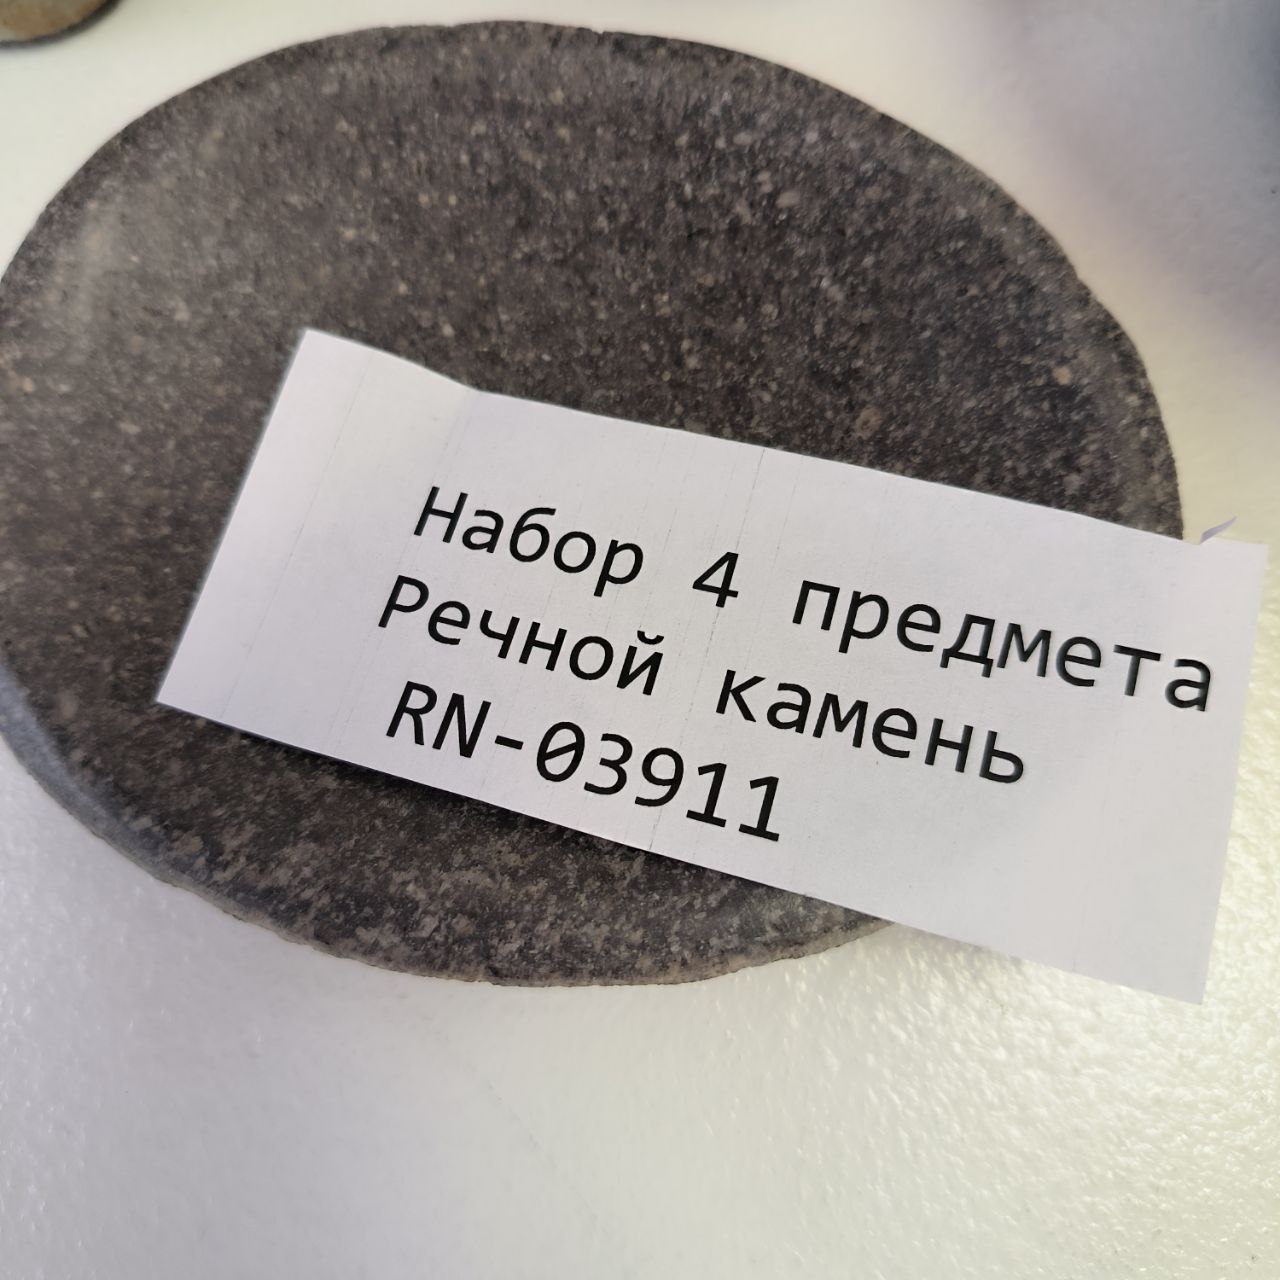 Набор 4 предмета
Речной камень
RN-03911